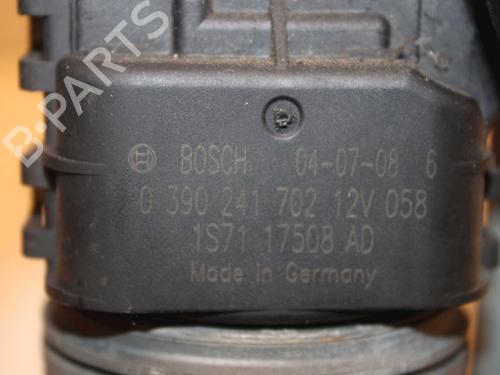 B-PARTS
BOSCH 04-07-08 6
0 390 241 702 12V 058
1S71 17508 AD
Made in Germany